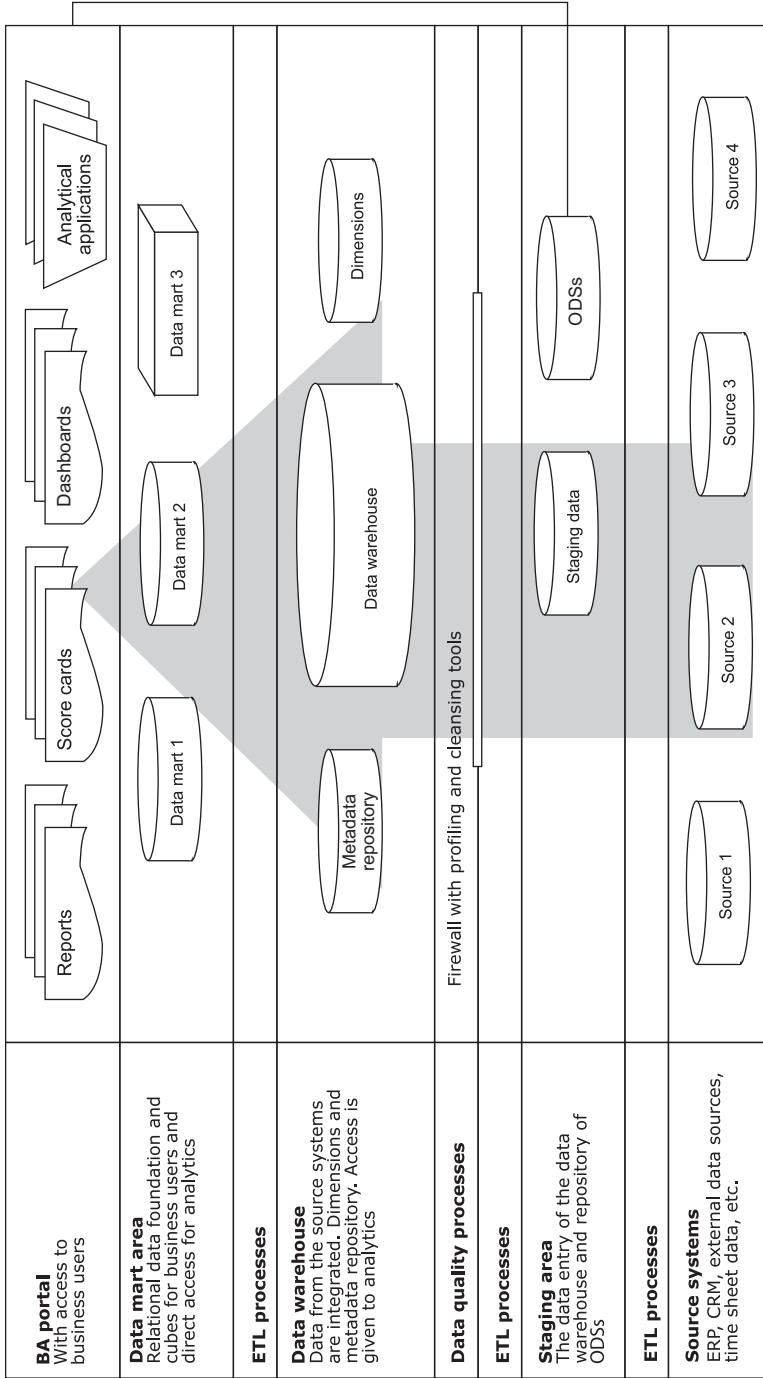 BA portal
With access to
business users
Reports
Score cards
Dashboards
Analytical
applications
Data mart area
Relational data foundation and
cubes for business users and
direct access for analytics
Data mart 1
Data mart 2
Data mart 3
ETL processes
Data warehouse
Data from the source systems
are integrated. Dimensions and
metadata repository. Access is
given to analytics
Metadata
repository
Data warehouse
Dimensions
Data quality processes
Firewall with profiling and cleansing tools
ETL processes
Staging area
The data entry of the data
warehouse and repository of
ODSs
Staging data
ODSs
ETL processes
Source systems
ERP, CRM, external data sources,
time sheet data, etc.
Source 1
Source 2
Source 3
Source 4